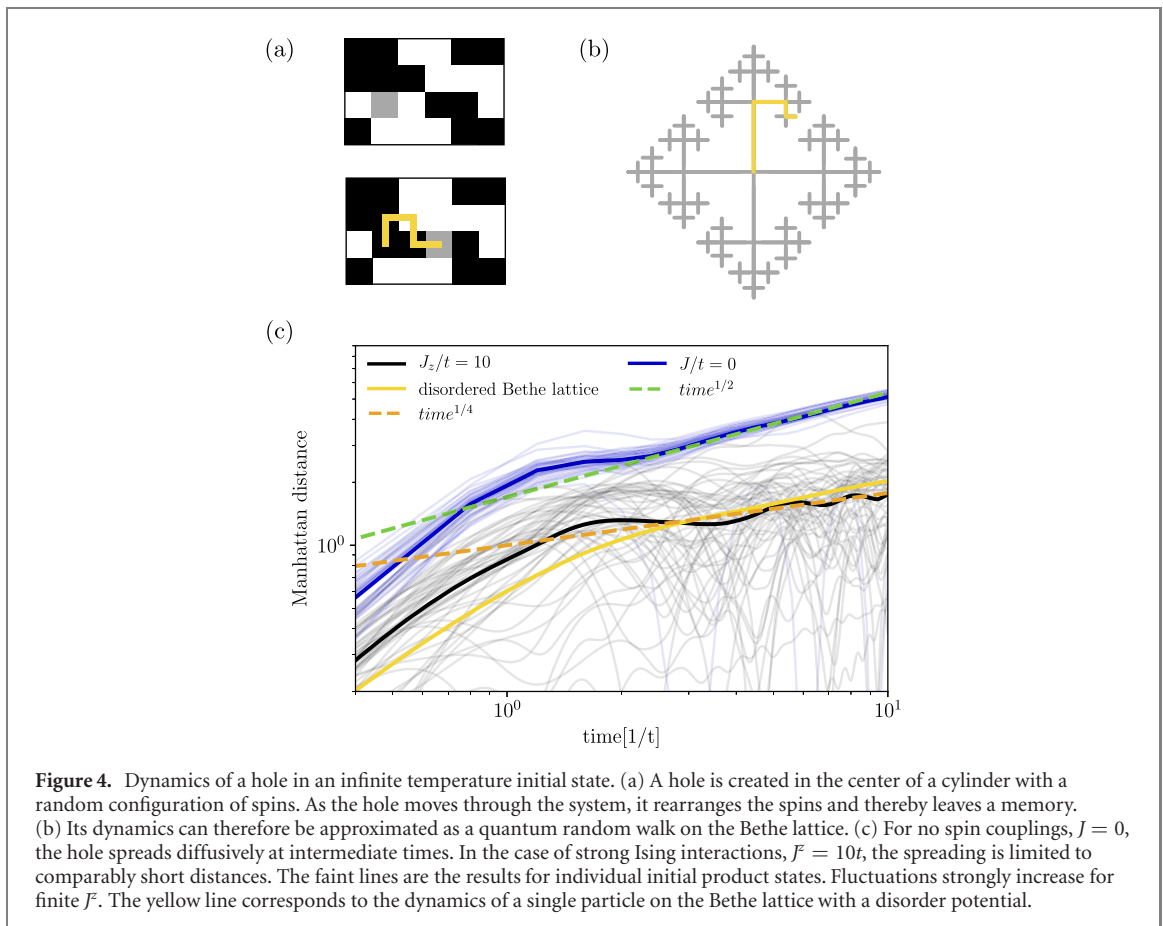 (a)
(b)
(c)
J_z/t = 10
disordered Bethe lattice
time^{1/4}
J/t = 0
time^{1/2}
Manhattan distance
10^0
10^0
10^1
time[1/t]
Figure 4. Dynamics of a hole in an infinite temperature initial state. (a) A hole is created in the center of a cylinder with a
random configuration of spins. As the hole moves through the system, it rearranges the spins and thereby leaves a memory.
(b) Its dynamics can therefore be approximated as a quantum random walk on the Bethe lattice. (c) For no spin couplings, J = 0,
the hole spreads diffusively at intermediate times. In the case of strong Ising interactions, J^z = 10t, the spreading is limited to
comparably short distances. The faint lines are the results for individual initial product states. Fluctuations strongly increase for
finite J^z. The yellow line corresponds to the dynamics of a single particle on the Bethe lattice with a disorder potential.